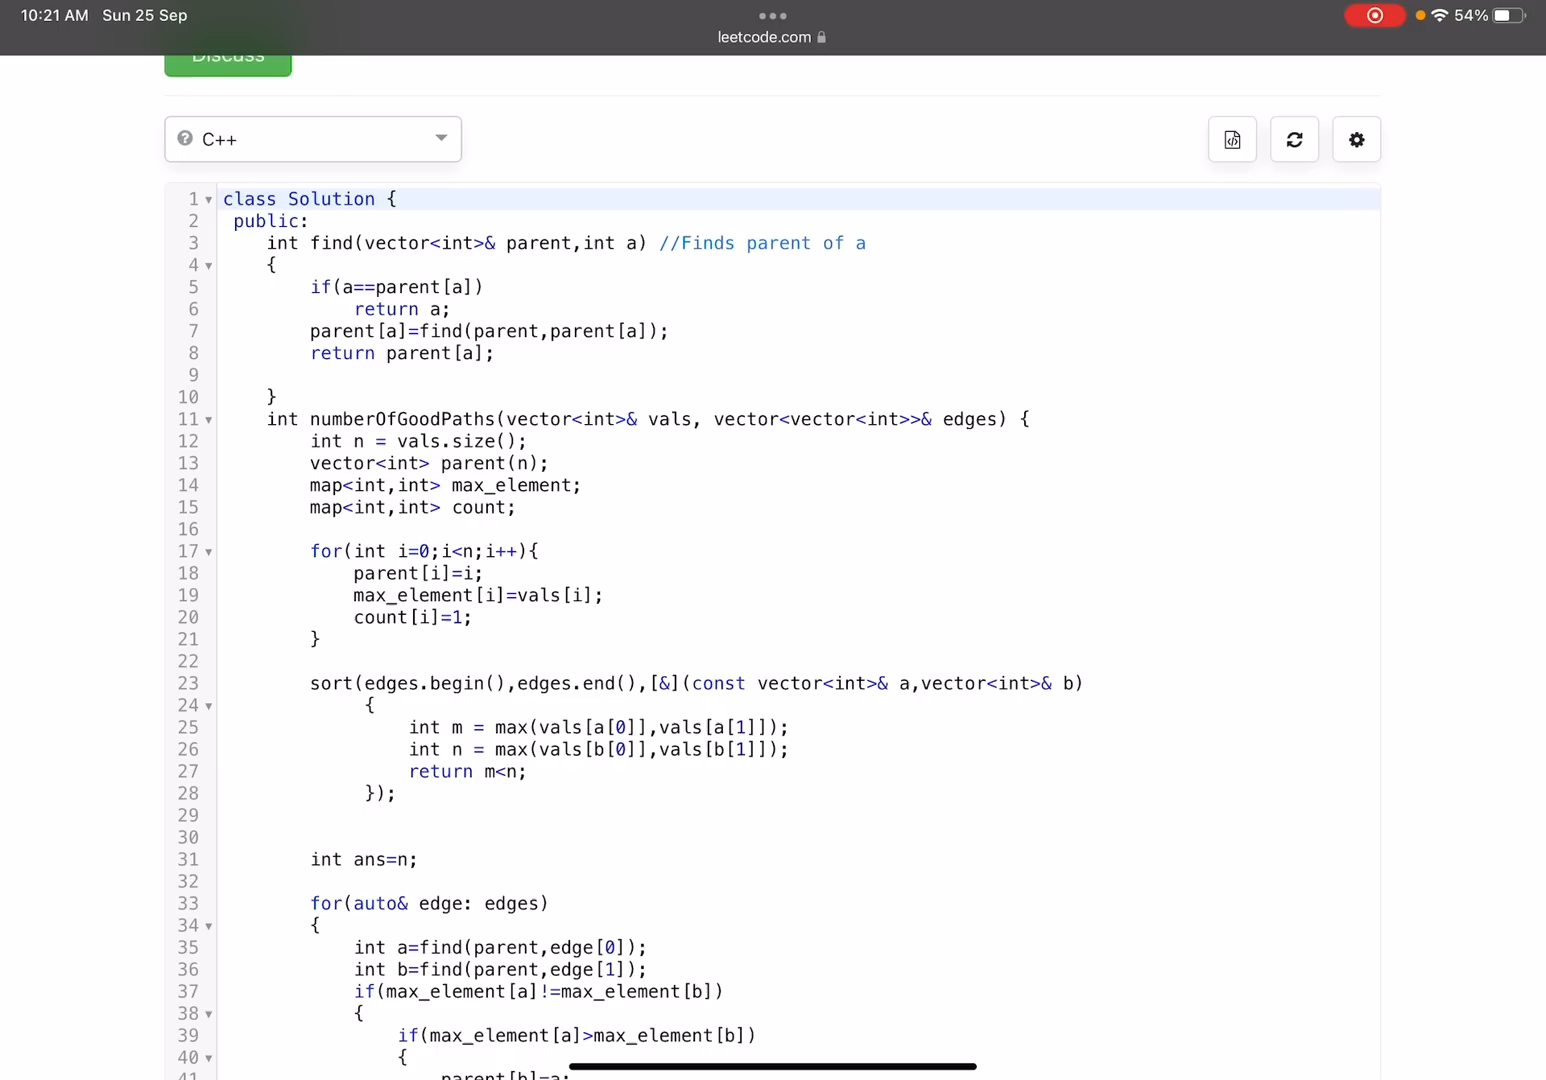 10:21 AM Sun 25 Sep
54%
leetcode.com
Discuss
C++
1 class Solution {
2 public:
3 int find(vector<int>& parent,int a) //Finds parent of a
4 {
5 if(a==parent[a])
6 return a;
7 parent[a]=find(parent,parent[a]);
8 return parent[a];
9
10 }
11 int numberOfGoodPaths(vector<int>& vals, vector<vector<int>>& edges) {
12 int n = vals.size();
13 vector<int> parent(n);
14 map<int,int> max_element;
15 map<int,int> count;
16
17 for(int i=0;i<n;i++){
18 parent[i]=i;
19 max_element[i]=vals[i];
20 count[i]=1;
21 }
22
23 sort(edges.begin(),edges.end(),[&](const vector<int>& a,vector<int>& b)
24 {
25 int m = max(vals[a[0]],vals[a[1]]);
26 int n = max(vals[b[0]],vals[b[1]]);
27 return m<n;
28 });
29
30
31 int ans=n;
32
33 for(auto& edge: edges)
34 {
35 int a=find(parent,edge[0]);
36 int b=find(parent,edge[1]);
37 if(max_element[a]!=max_element[b])
38 {
39 if(max_element[a]>max_element[b])
40 {
41 parent[b]=a;